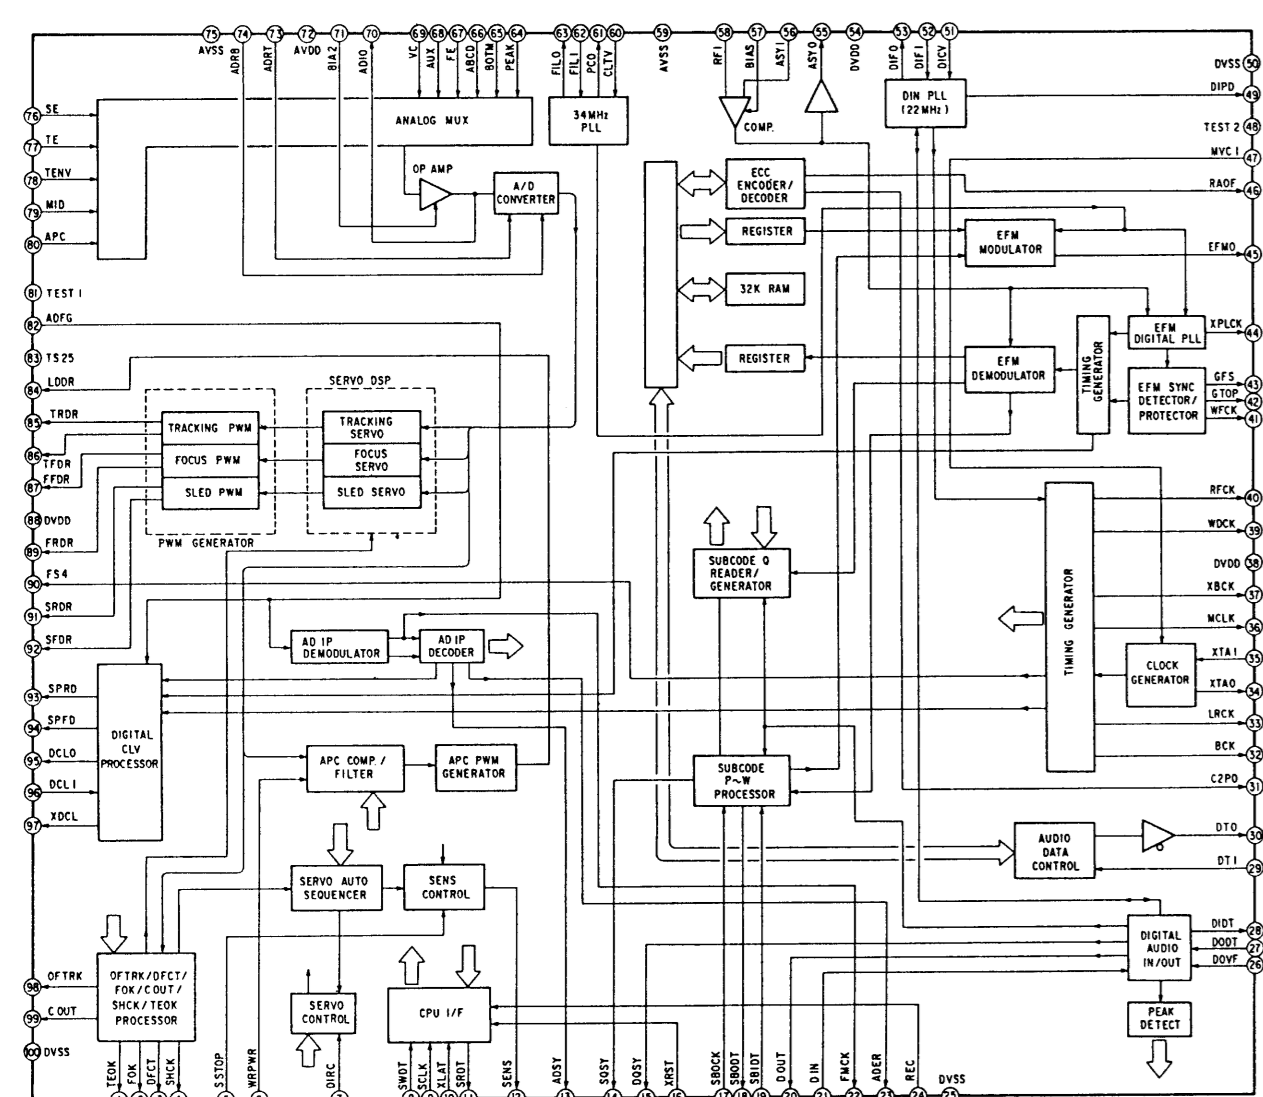 75 74 73 72 71 70 69 68 67 66 65 64 63 62 61 60 59 58 57 56 55 54 53 52 51
AVSS ADRB ADRT AVDD BIA2 ADIO VC AUX FE ABCD BOTM PEAK FILO FILI PCO CLTV AVSS RFI BIAS ASYI ASYO DVDD DIFO DIFI DICV
DVSS 50
DIPD 49
TEST2 48
MVCI 47
RAOF 46
EFMO 45
XPLCK 44
GFS 43
GTOP 42
WFCK 41
RFCK 40
WDCK 39
DVDD 38
XBCK 37
MCLK 36
XTAI 35
XTAO 34
LRCK 33
BCK 32
C2PO 31
DTO 30
DTI 29
DIDT 28
DODT 27
DOVF 26
76 SE
77 TE
78 TENV
79 MID
80 APC
81 TEST1
82 ADFG
83 TS25
84 LDDR
85 TRDR
86 TFDR
87 FFDR
88 DVDD
89 FRDR
90 FS4
91 SRDR
92 SFDR
93 SPRD
94 SPFD
95 DCLO
96 DCLI
97 XDCL
98 OFTRK
99 COUT
100 DVSS
ANALOG MUX
34MHz
PLL
COMP.
DIN PLL
(22MHz)
OP AMP
A/D
CONVERTER
ECC
ENCODER/
DECODER
REGISTER
32K RAM
REGISTER
EFM
MODULATOR
EFM
DEMODULATOR
TIMING
GENERATOR
EFM
DIGITAL PLL
EFM SYNC
DETECTOR/
PROTECTOR
SERVO DSP
TRACKING PWM
FOCUS PWM
SLED PWM
PWM GENERATOR
TRACKING
SERVO
FOCUS
SERVO
SLED SERVO
SUBCODE Q
READER/
GENERATOR
TIMING GENERATOR
CLOCK
GENERATOR
ADIP
DEMODULATOR
ADIP
DECODER
DIGITAL
CLV
PROCESSOR
APC COMP./
FILTER
APC PWM
GENERATOR
SUBCODE
P~W
PROCESSOR
AUDIO
DATA
CONTROL
SERVO AUTO
SEQUENCER
SENS
CONTROL
DIGITAL
AUDIO
IN/OUT
OFTRK/DFCT/
FOK/COUT/
SHCK/TEOK
PROCESSOR
SERVO
CONTROL
CPU I/F
PEAK
DETECT
TEOK FOK DFCT SHCK SSTOP WRPWR DIRC SWDT SCLK XLAT SRDT SENS ADSY SQSY DQSY XRST SBOCK SBODT SBIDT DOUT DIN FMCK ADER REC DVSS